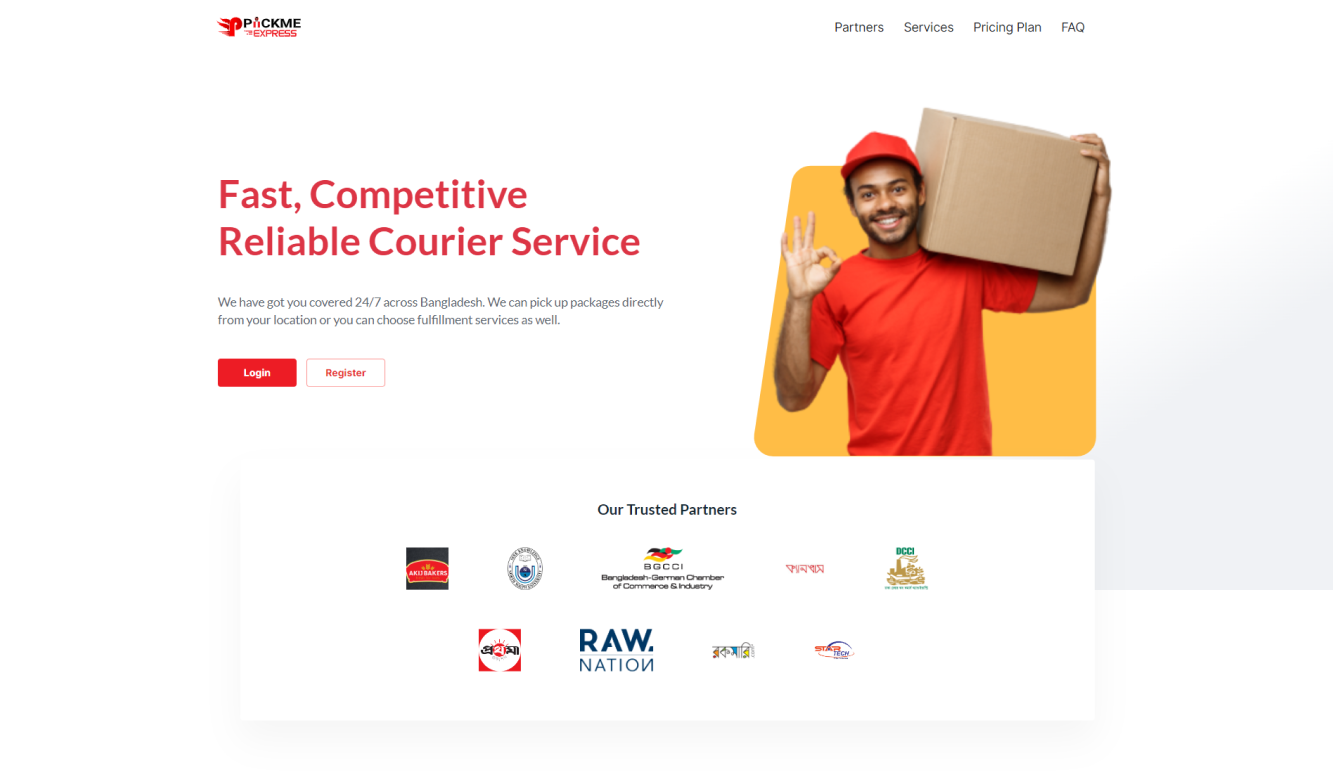 PIICKME
EXPRESS
Partners Services Pricing Plan FAQ
Fast, Competitive
Reliable Courier Service
We have got you covered 24/7 across Bangladesh. We can pick up packages directly
from your location or you can choose fulfillment services as well.
Login Register
Our Trusted Partners
AKIJ BAKERS
BGCCI
Bangladesh-German Chamber
of Commerce & Industry
DCCI
প্রথমা
RAW.
NATION
রকমারি
STAR
TECH